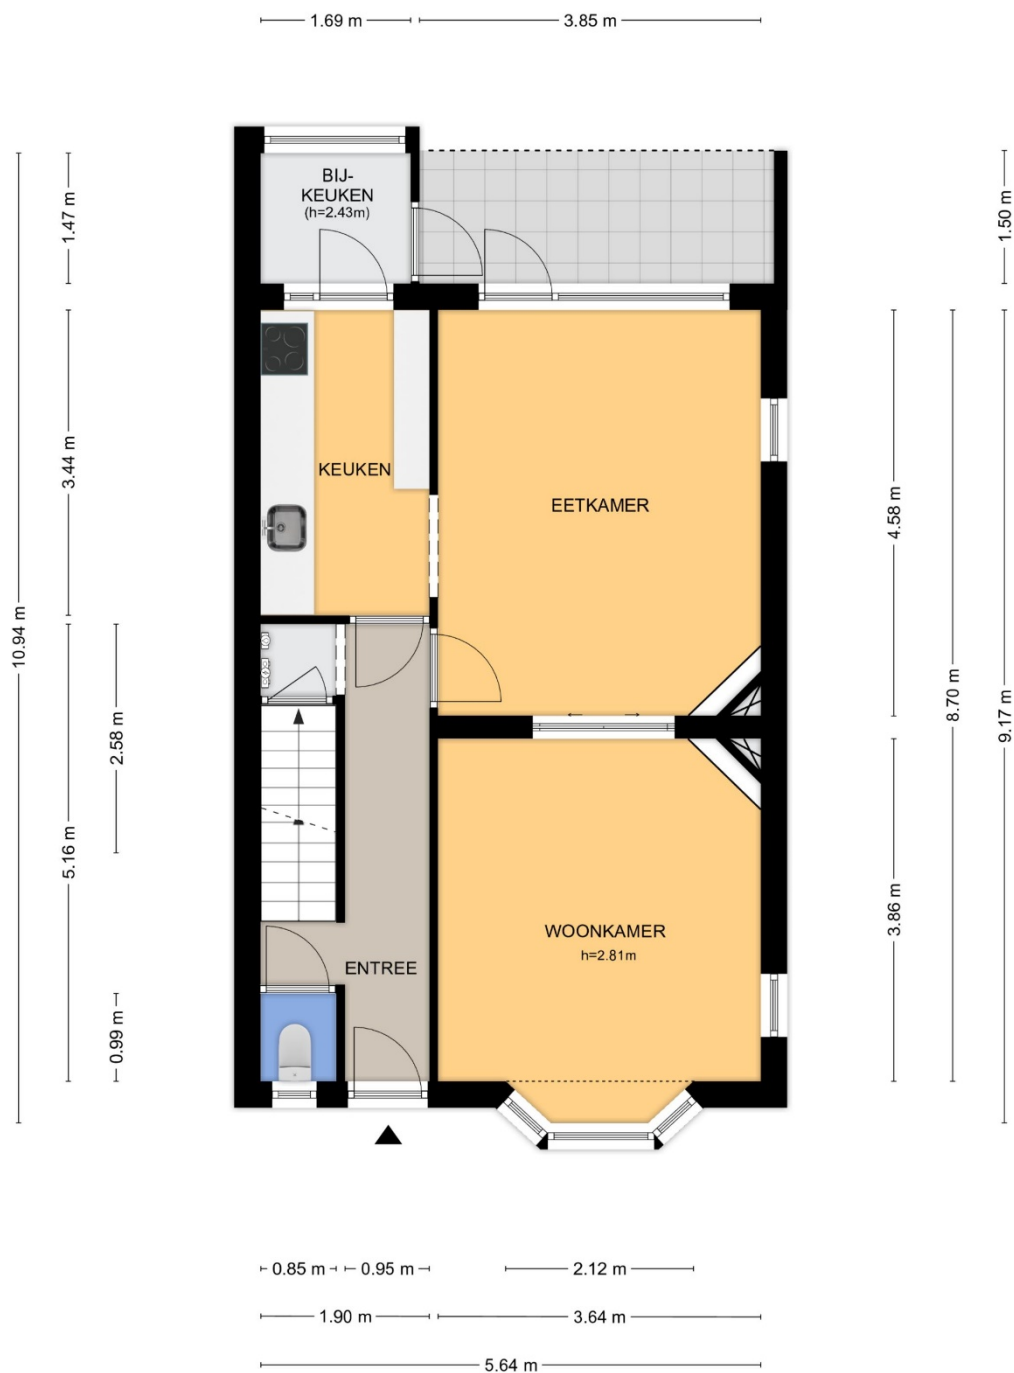 1.69 m
3.85 m
BIJ-
KEUKEN
(h=2.43m)
1.47 m
1.50 m
KEUKEN
3.44 m
EETKAMER
4.58 m
10.94 m
8.70 m
9.17 m
2.58 m
5.16 m
3.86 m
WOONKAMER
h=2.81m
ENTREE
0.99 m
0.85 m
0.95 m
2.12 m
1.90 m
3.64 m
5.64 m